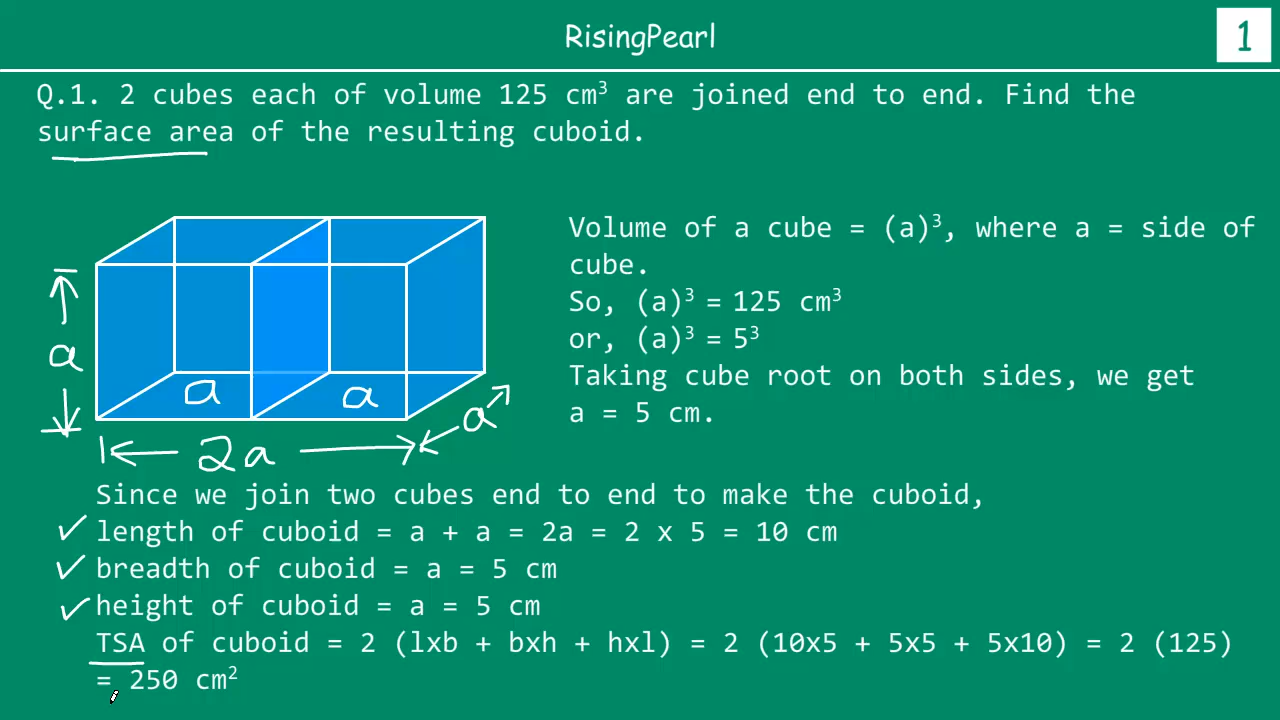 RisingPearl
1
Q.1. 2 cubes each of volume 125 cm³ are joined end to end. Find the
surface area of the resulting cuboid.
Volume of a cube = (a)³, where a = side of
cube.
So, (a)³ = 125 cm³
or, (a)³ = 5³
Taking cube root on both sides, we get
a = 5 cm.
a
a
a
a
2a
Since we join two cubes end to end to make the cuboid,
length of cuboid = a + a = 2a = 2 x 5 = 10 cm
breadth of cuboid = a = 5 cm
height of cuboid = a = 5 cm
TSA of cuboid = 2 (lxb + bxh + hxl) = 2 (10x5 + 5x5 + 5x10) = 2 (125)
= 250 cm²